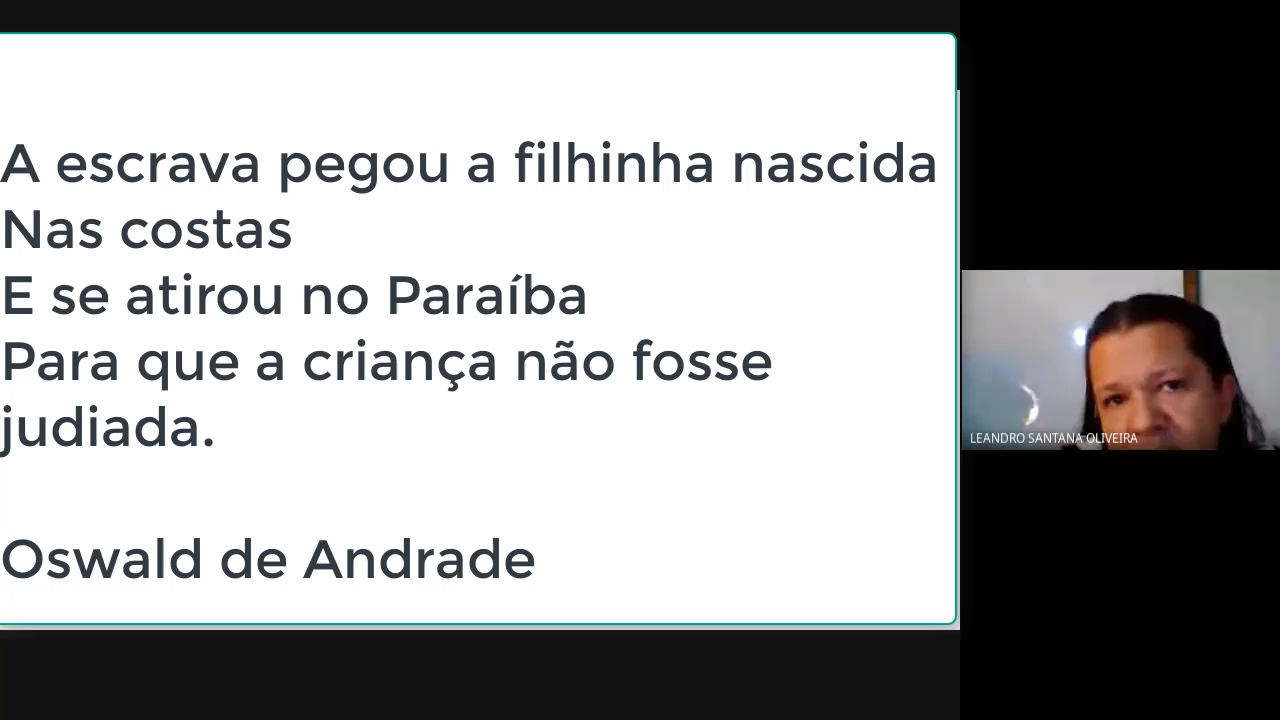 A escrava pegou a filhinha nascida
Nas costas
E se atirou no Paraíba
Para que a criança não fosse
judiada.
Oswald de Andrade
LEANDRO SANTANA OLIVEIRA